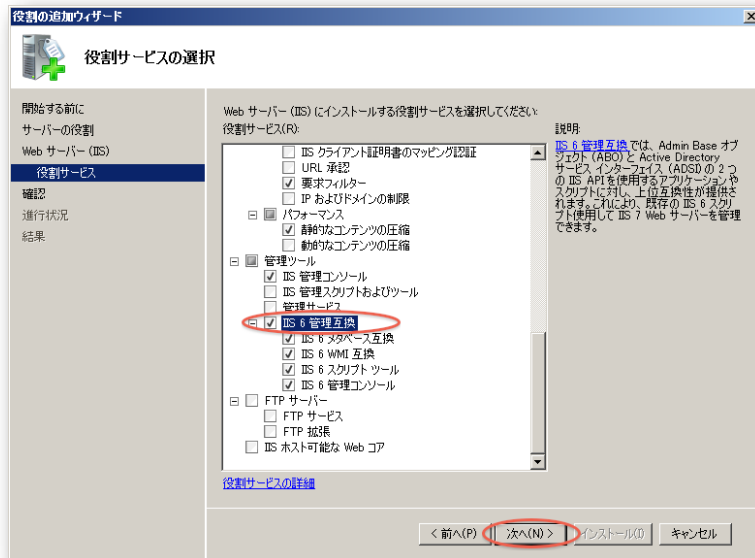 役割の追加ウィザード
役割サービスの選択
開始する前に
サーバーの役割
Web サーバー (IIS)
役割サービス
確認
進行状況
結果
Web サーバー (IIS) にインストールする役割サービスを選択してください:
役割サービス(R):
IIS クライアント証明書のマッピング認証
URL 承認
要求フィルター
IP およびドメインの制限
パフォーマンス
静的なコンテンツの圧縮
動的なコンテンツの圧縮
管理ツール
IIS 管理コンソール
IIS 管理スクリプトおよびツール
管理サービス
IIS 6 管理互換
IIS 6 メタベース互換
IIS 6 WMI 互換
IIS 6 スクリプト ツール
IIS 6 管理コンソール
FTP サーバー
FTP サービス
FTP 拡張
IIS ホスト可能な Web コア
役割サービスの詳細
説明:
IIS 6 管理互換では、Admin Base オブ
ジェクト (ABO) と Active Directory
サービス インターフェイス (ADSI) の 2 つ
の IIS API を使用するアプリケーションや
スクリプトに対し、上位互換性が提供さ
れます。これにより、既存の IIS 6 スクリ
プト使用して IIS 7 Web サーバーを管理
できます。
< 前へ(P)
次へ(N) >
インストール(I)
キャンセル